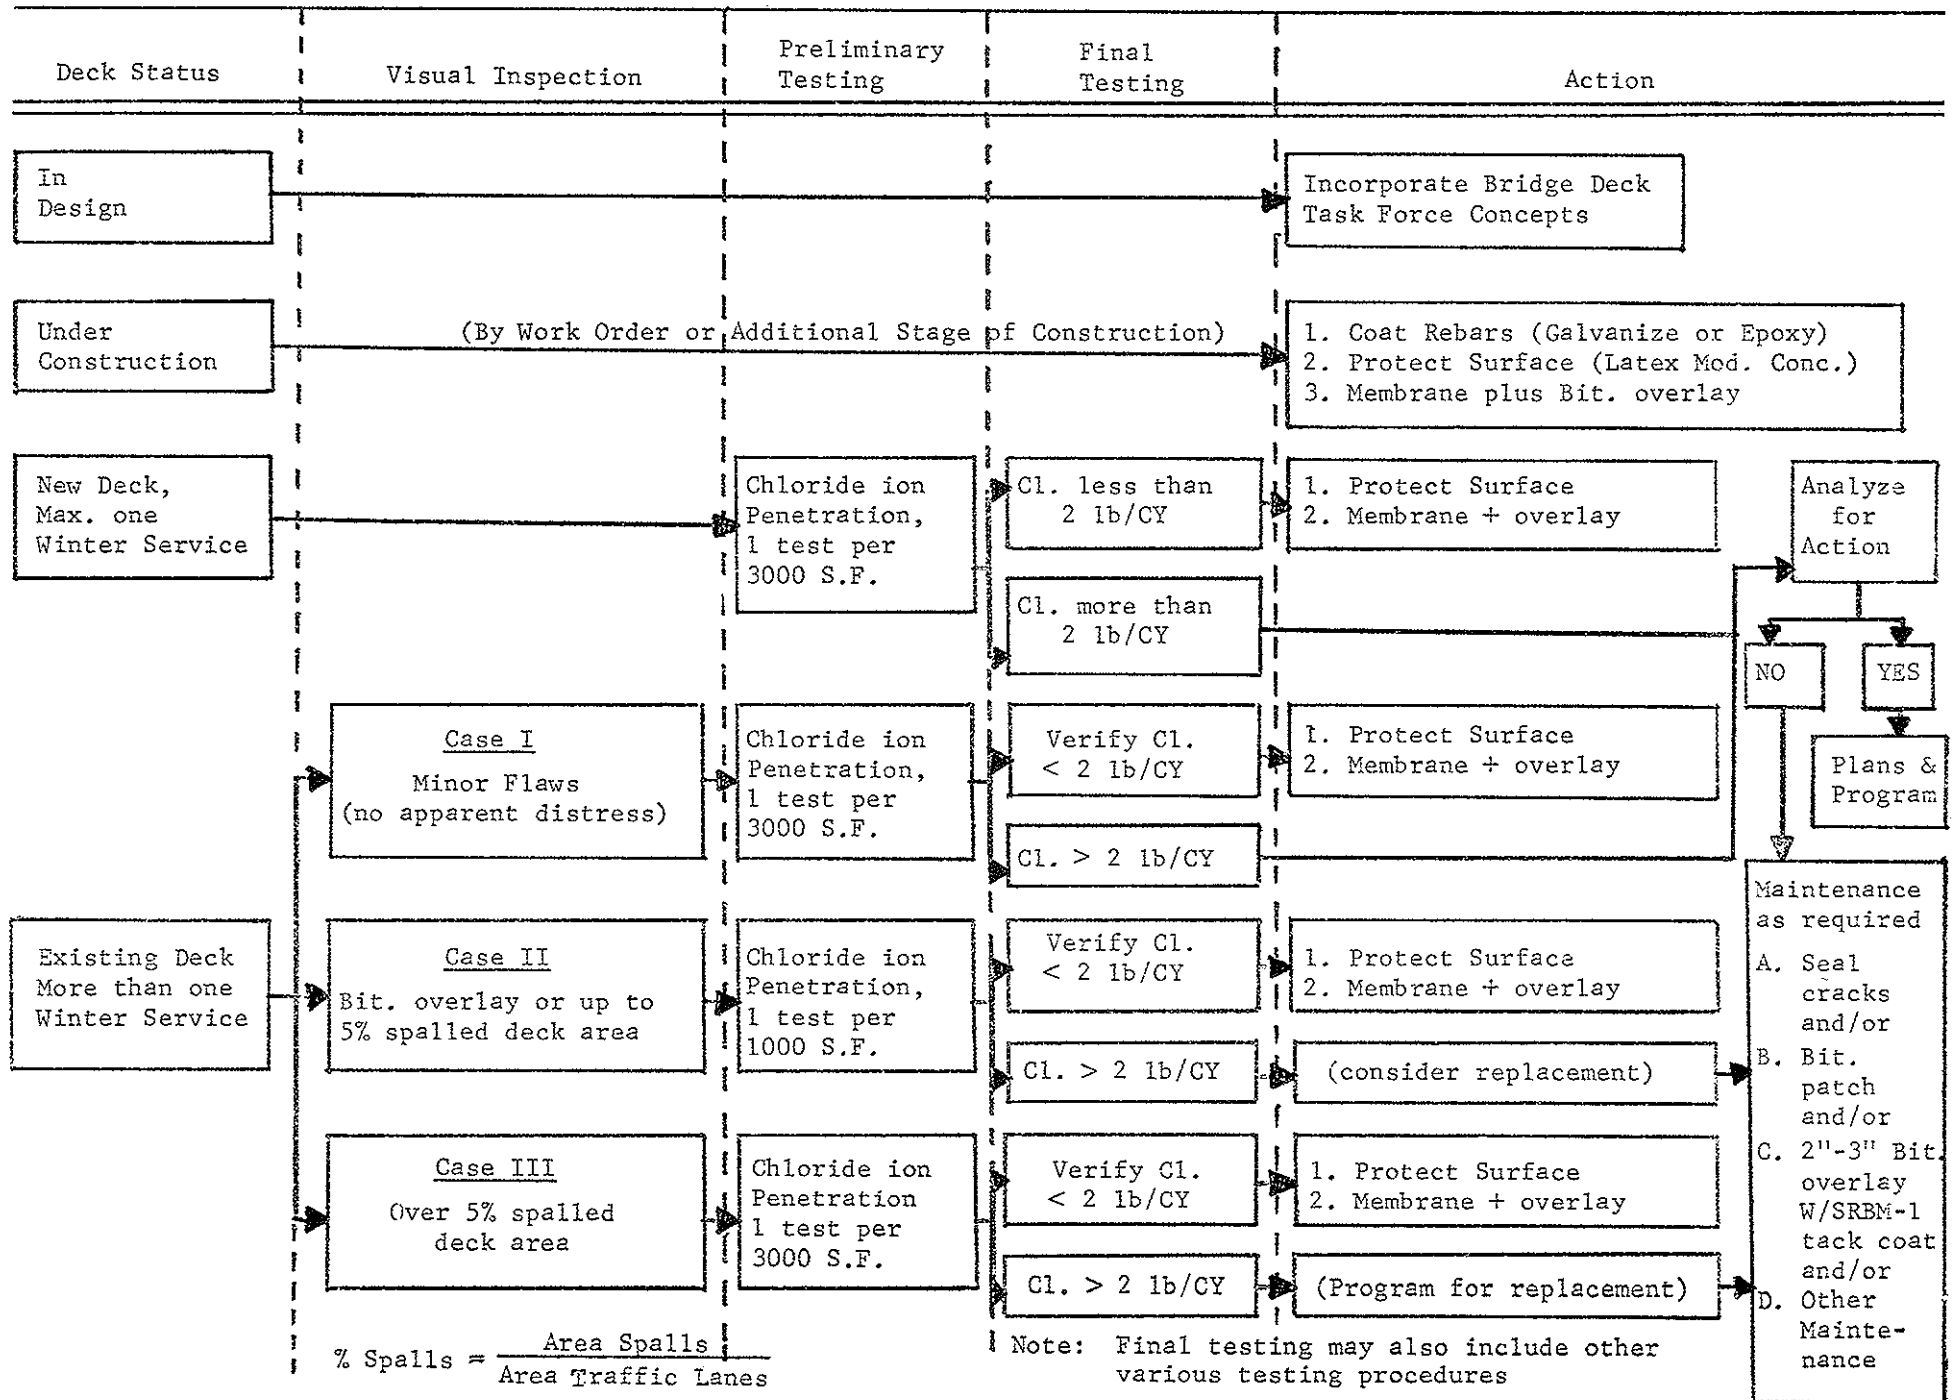 Deck Status
Visual Inspection
Preliminary
Testing
Final
Testing
Action
In
Design
Incorporate Bridge Deck
Task Force Concepts
Under
Construction
(By Work Order or Additional Stage of Construction)
1. Coat Rebars (Galvanize or Epoxy)
2. Protect Surface (Latex Mod. Conc.)
3. Membrane plus Bit. overlay
New Deck,
Max. one
Winter Service
Chloride ion
Penetration,
1 test per
3000 S.F.
Cl. less than
2 lb/CY
1. Protect Surface
2. Membrane + overlay
Cl. more than
2 lb/CY
Analyze
for
Action
NO
YES
Plans &
Program
Existing Deck
More than one
Winter Service
Case I
Minor Flaws
(no apparent distress)
Chloride ion
Penetration,
1 test per
3000 S.F.
Verify Cl.
< 2 lb/CY
1. Protect Surface
2. Membrane + overlay
Cl. > 2 lb/CY
Case II
Bit. overlay or up to
5% spalled deck area
Chloride ion
Penetration,
1 test per
1000 S.F.
Verify Cl.
< 2 lb/CY
1. Protect Surface
2. Membrane + overlay
Cl. > 2 lb/CY
(consider replacement)
Case III
Over 5% spalled
deck area
Chloride ion
Penetration
1 test per
3000 S.F.
Verify Cl.
< 2 lb/CY
1. Protect Surface
2. Membrane + overlay
Cl. > 2 lb/CY
(Program for replacement)
Maintenance
as required
A. Seal
cracks
and/or
B. Bit.
patch
and/or
C. 2"-3" Bit.
overlay
W/SRBM-1
tack coat
and/or
D. Other
Mainte-
nance
% Spalls = Area Spalls
Area Traffic Lanes
Note: Final testing may also include other
various testing procedures